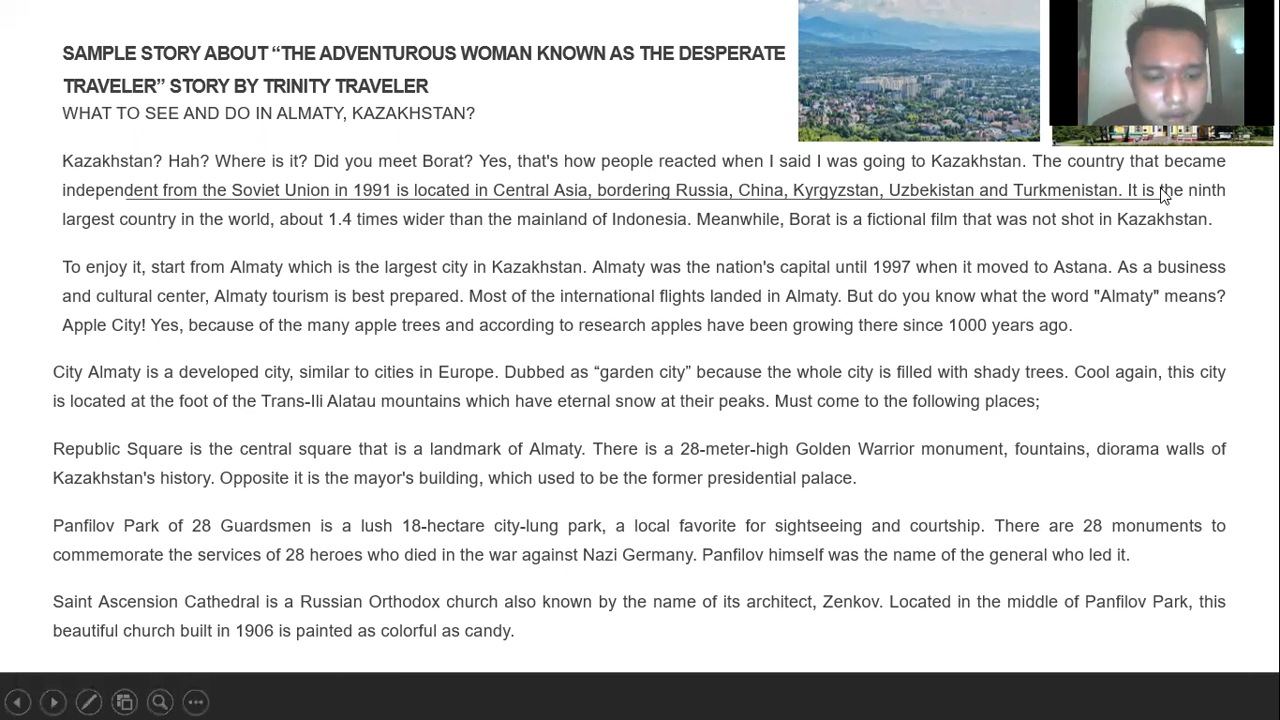 SAMPLE STORY ABOUT “THE ADVENTUROUS WOMAN KNOWN AS THE DESPERATE
TRAVELER” STORY BY TRINITY TRAVELER
WHAT TO SEE AND DO IN ALMATY, KAZAKHSTAN?
Kazakhstan? Hah? Where is it? Did you meet Borat? Yes, that's how people reacted when I said I was going to Kazakhstan. The country that became
independent from the Soviet Union in 1991 is located in Central Asia, bordering Russia, China, Kyrgyzstan, Uzbekistan and Turkmenistan. It is the ninth
largest country in the world, about 1.4 times wider than the mainland of Indonesia. Meanwhile, Borat is a fictional film that was not shot in Kazakhstan.
To enjoy it, start from Almaty which is the largest city in Kazakhstan. Almaty was the nation's capital until 1997 when it moved to Astana. As a business
and cultural center, Almaty tourism is best prepared. Most of the international flights landed in Almaty. But do you know what the word "Almaty" means?
Apple City! Yes, because of the many apple trees and according to research apples have been growing there since 1000 years ago.
City Almaty is a developed city, similar to cities in Europe. Dubbed as “garden city” because the whole city is filled with shady trees. Cool again, this city
is located at the foot of the Trans-Ili Alatau mountains which have eternal snow at their peaks. Must come to the following places;
Republic Square is the central square that is a landmark of Almaty. There is a 28-meter-high Golden Warrior monument, fountains, diorama walls of
Kazakhstan's history. Opposite it is the mayor's building, which used to be the former presidential palace.
Panfilov Park of 28 Guardsmen is a lush 18-hectare city-lung park, a local favorite for sightseeing and courtship. There are 28 monuments to
commemorate the services of 28 heroes who died in the war against Nazi Germany. Panfilov himself was the name of the general who led it.
Saint Ascension Cathedral is a Russian Orthodox church also known by the name of its architect, Zenkov. Located in the middle of Panfilov Park, this
beautiful church built in 1906 is painted as colorful as candy.